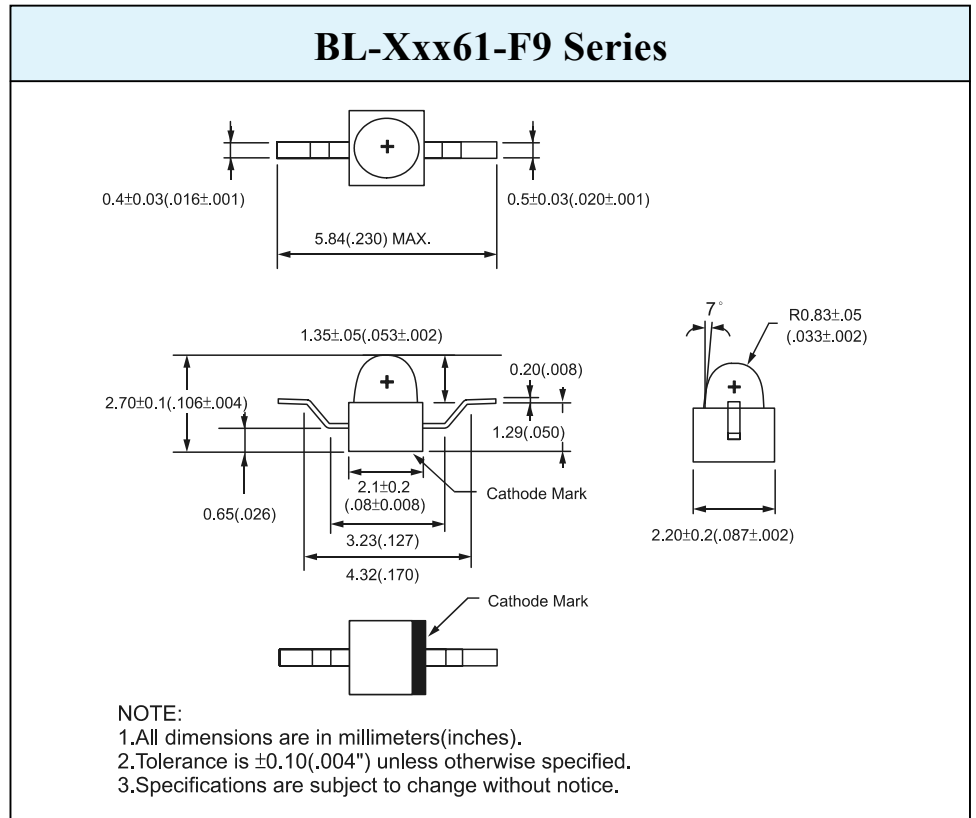 BL-Xxx61-F9 Series
0.4±0.03(.016±.001)
0.5±0.03(.020±.001)
5.84(.230) MAX.
7°
R0.83±.05
(.033±.002)
1.35±.05(.053±.002)
0.20(.008)
2.70±0.1(.106±.004)
1.29(.050)
2.1±0.2
(.08±0.008)
Cathode Mark
0.65(.026)
3.23(.127)
2.20±0.2(.087±.002)
4.32(.170)
Cathode Mark
NOTE:
1.All dimensions are in millimeters(inches).
2.Tolerance is ±0.10(.004") unless otherwise specified.
3.Specifications are subject to change without notice.